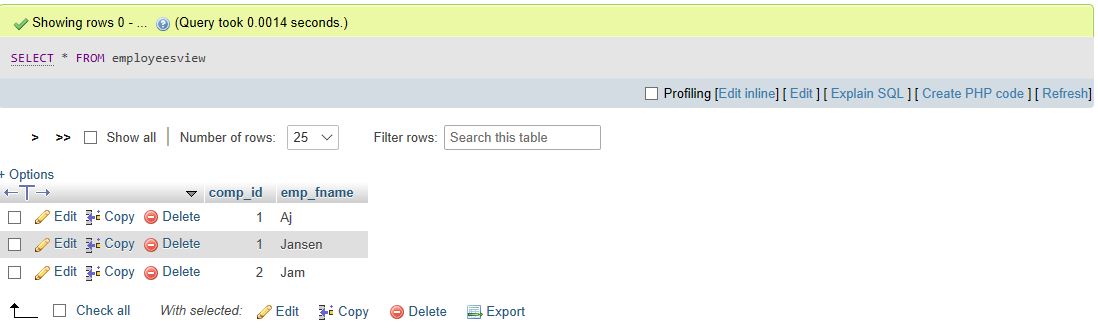 Showing rows 0 - ... (Query took 0.0014 seconds.)
SELECT * FROM employeesview
Profiling [Edit inline] [ Edit ] [ Explain SQL ] [ Create PHP code ] [ Refresh]
> >> Show all | Number of rows: 25 Filter rows: Search this table
+ Options
←T→ comp_id emp_fname
Edit Copy Delete 1 Aj
Edit Copy Delete 1 Jansen
Edit Copy Delete 2 Jam
Check all With selected: Edit Copy Delete Export